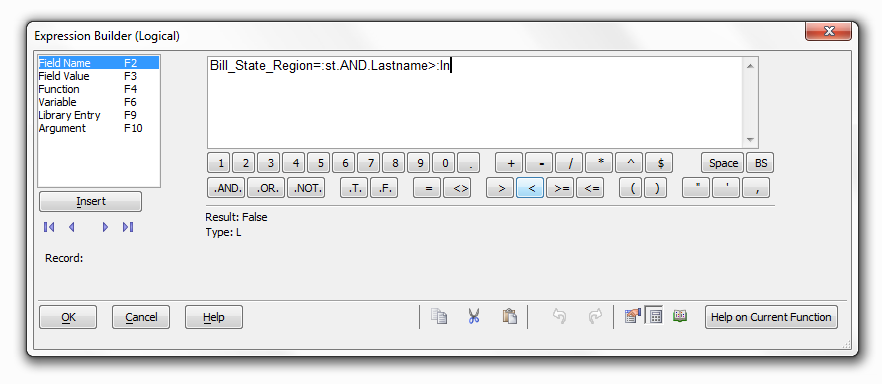 Expression Builder (Logical)
Field Name F2
Field Value F3
Function F4
Variable F6
Library Entry F9
Argument F10
Bill_State_Region=:st.AND.Lastname>:ln
1 2 3 4 5 6 7 8 9 0 . + - / * ^ $ Space BS
.AND. .OR. .NOT. .T. .F. = <> > < >= <= ( ) " ' ,
Insert
Result: False
Type: L
Record:
OK Cancel Help Help on Current Function